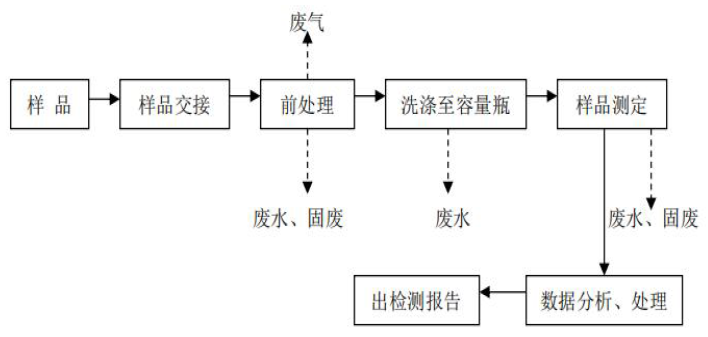 废气
样 品
样品交接
前处理
洗涤至容量瓶
样品测定
废水、固废
废水
废水、固废
出检测报告
数据分析、处理